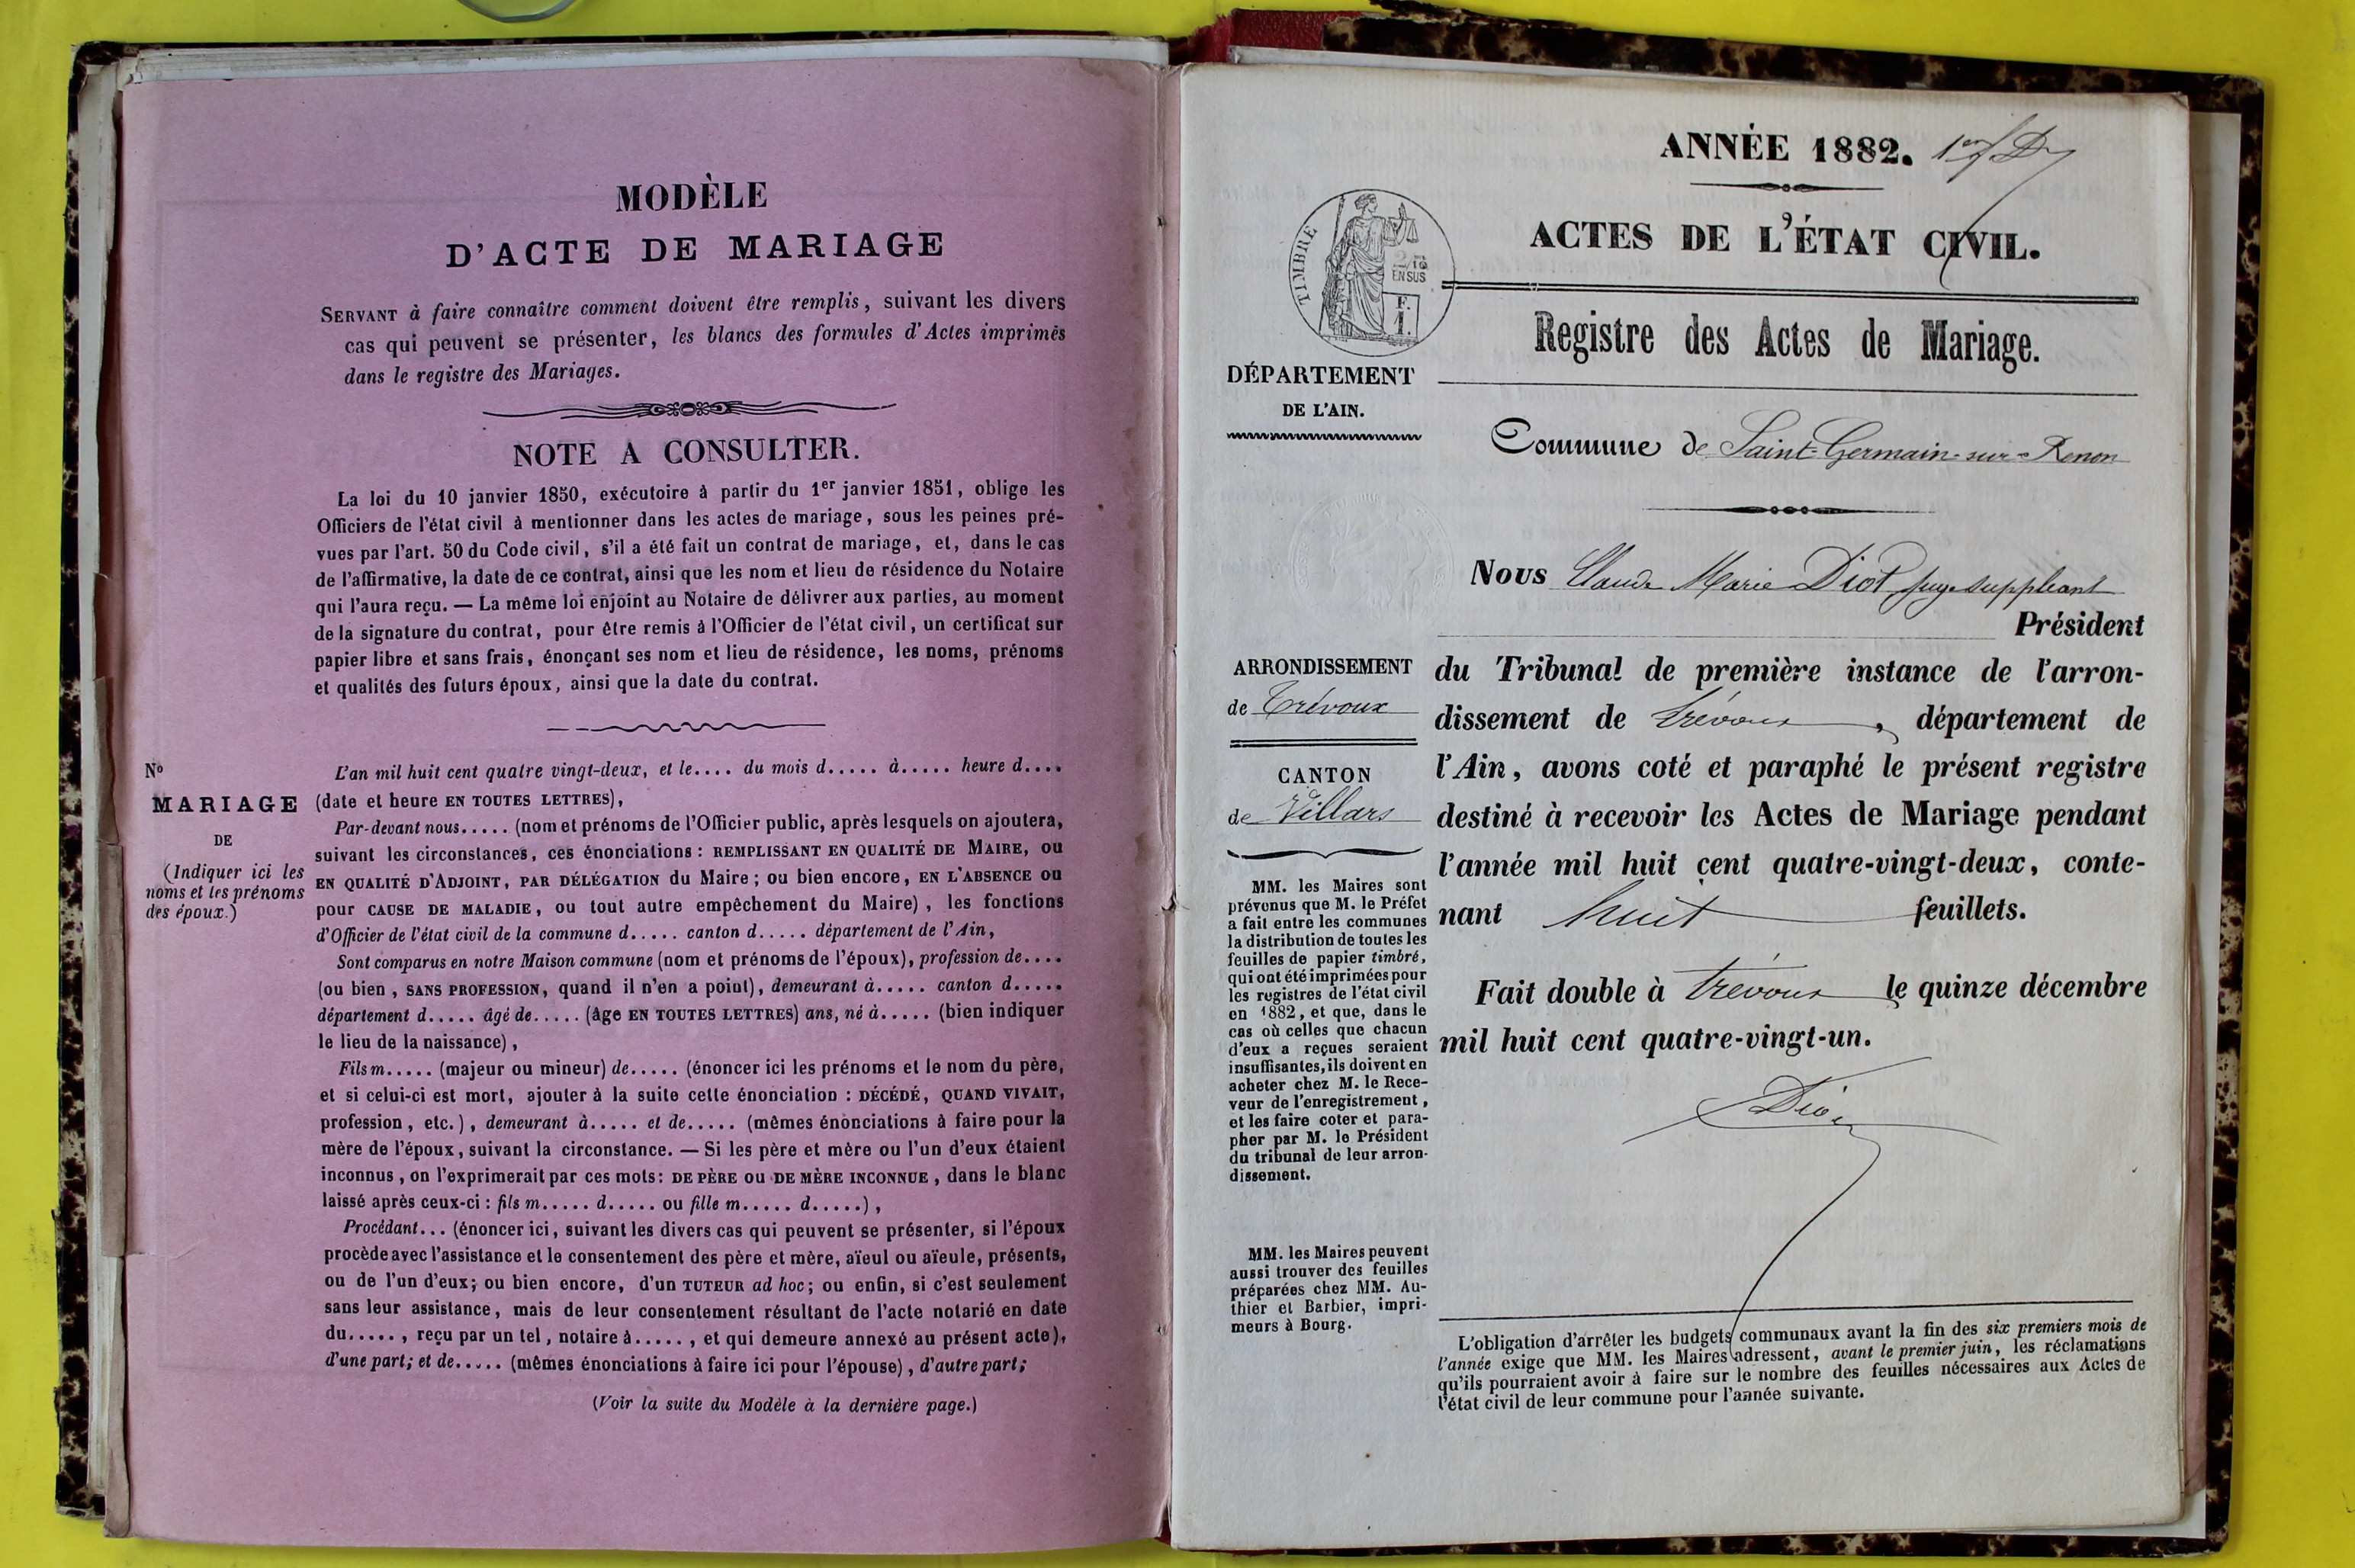 MODÈLE
D'ACTE DE MARIAGE
SERVANT à faire connaître comment doivent être remplis, suivant les divers
cas qui peuvent se présenter, les blancs des formules d'Actes imprimés
dans le registre des Mariages.
NOTE A CONSULTER.
La loi du 10 janvier 1850, exécutoire à partir du 1er janvier 1851, oblige les
Officiers de l'état civil à mentionner dans les actes de mariage, sous les peines pré-
vues par l'art. 50 du Code civil, s'il a été fait un contrat de mariage, et, dans le cas
de l'affirmative, la date de ce contrat, ainsi que les nom et lieu de résidence du Notaire
qui l'aura reçu. — La même loi enjoint au Notaire de délivrer aux parties, au moment
de la signature du contrat, pour être remis à l'Officier de l'état civil, un certificat sur
papier libre et sans frais, énonçant ses nom et lieu de résidence, les noms, prénoms
et qualités des futurs époux, ainsi que la date du contrat.
No
MARIAGE
DE
(Indiquer ici les
noms et les prénoms
des époux.)
L'an mil huit cent quatre vingt-deux, et le.... du mois d..... à..... heure d....
(date et heure EN TOUTES LETTRES),
Par-devant nous..... (nom et prénoms de l'Officier public, après lesquels on ajoutera,
suivant les circonstances, ces énonciations : REMPLISSANT EN QUALITÉ DE MAIRE, OU
EN QUALITÉ D'ADJOINT, PAR DÉLÉGATION du Maire ; ou bien encore, EN L'ABSENCE OU
pour CAUSE DE MALADIE, ou tout autre empêchement du Maire), les fonctions
d'Officier de l'état civil de la commune d..... canton d..... département de l'Ain,
Sont comparus en notre Maison commune (nom et prénoms de l'époux), profession de....
(ou bien, SANS PROFESSION, quand il n'en a point), demeurant à..... canton d.....
département d..... âgé de..... (âge EN TOUTES LETTRES) ans, né à..... (bien indiquer
le lieu de la naissance),
Fils m..... (majeur ou mineur) de..... (énoncer ici les prénoms et le nom du père,
et si celui-ci est mort, ajouter à la suite cette énonciation : DÉCÉDÉ, QUAND VIVAIT,
profession, etc.), demeurant à..... et de..... (mêmes énonciations à faire pour la
mère de l'époux, suivant la circonstance. — Si les père et mère ou l'un d'eux étaient
inconnus, on l'exprimerait par ces mots : DE PÈRE OU DE MÈRE INCONNUE, dans le blanc
laissé après ceux-ci : fils m..... d..... ou fille m..... d.....),
Procédant... (énoncer ici, suivant les divers cas qui peuvent se présenter, si l'époux
procède avec l'assistance et le consentement des père et mère, aïeul ou aïeule, présents,
ou de l'un d'eux; ou bien encore, d'un TUTEUR ad hoc; ou enfin, si c'est seulement
sans leur assistance, mais de leur consentement résultant de l'acte notarié en date
du....., reçu par un tel, notaire à....., et qui demeure annexé au présent acte),
d'une part; et de..... (mêmes énonciations à faire ici pour l'épouse), d'autre part;
(Voir la suite du Modèle à la dernière page.)
ANNÉE 1882. 1er
ACTES DE L'ÉTAT CIVIL.
TIMBRE
2/10
EN SUS
F.
1.
Registre des Actes de Mariage.
DÉPARTEMENT
DE L'AIN.
Commune de Saint-Germain-sur-Renon
Nous Claude Marie Diot juge suppléant
Président
du Tribunal de première instance de l'arron-
dissement de Trévoux, département de
l'Ain, avons coté et paraphé le présent registre
destiné à recevoir les Actes de Mariage pendant
l'année mil huit cent quatre-vingt-deux, conte-
nant huit feuillets.
Fait double à Trévoux le quinze décembre
mil huit cent quatre-vingt-un.
Diot
ARRONDISSEMENT
de Trévoux
CANTON
de Villars
MM. les Maires sont
prévenus que M. le Préfet
a fait entre les communes
la distribution de toutes les
feuilles de papier timbré,
qui ont été imprimées pour
les registres de l'état civil
en 1882, et que, dans le
cas où celles que chacun
d'eux a reçues seraient
insuffisantes, ils doivent en
acheter chez M. le Rece-
veur de l'enregistrement,
et les faire coter et para-
pher par M. le Président
du tribunal de leur arron-
dissement.
MM. les Maires peuvent
aussi trouver des feuilles
préparées chez MM. Au-
thier et Barbier, impri-
meurs à Bourg.
L'obligation d'arrêter les budgets communaux avant la fin des six premiers mois de
l'année exige que MM. les Maires adressent, avant le premier juin, les réclamations
qu'ils pourraient avoir à faire sur le nombre des feuilles nécessaires aux Actes de
l'état civil de leur commune pour l'année suivante.